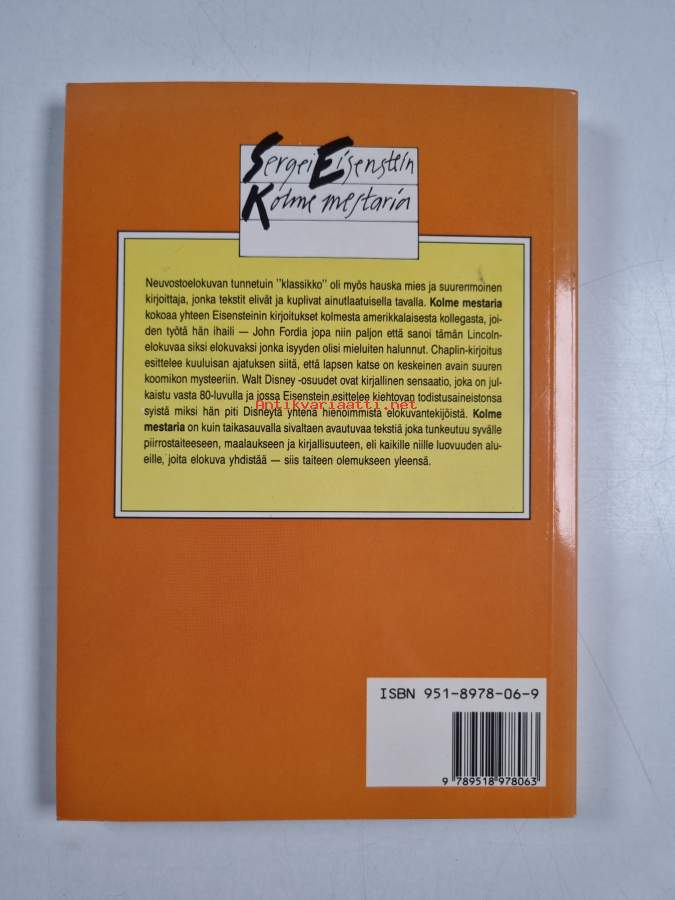 Sergei Eisenstein
Kolme mestaria
Neuvostoelokuvan tunnetuin "klassikko" oli myös hauska mies ja suurenmoinen
kirjoittaja, jonka tekstit elivät ja kuplivat ainutlaatuisella tavalla. Kolme mestaria
kokoaa yhteen Eisensteinin kirjoitukset kolmesta amerikkalaisesta kollegasta, joi-
den työtä hän ihaili — John Fordia jopa niin paljon että sanoi tämän Lincoln-
elokuvaa siksi elokuvaksi jonka isyyden olisi mieluiten halunnut. Chaplin-kirjoitus
esittelee kuuluisan ajatuksen siitä, että lapsen katse on keskeinen avain suuren
koomikon mysteeriin. Walt Disney -osuudet ovat kirjallinen sensaatio, joka on jul-
kaistu vasta 80-luvulla ja jossa Eisenstein esittelee kiehtovan todistusaineistonsa
Antikvariaatti.net
syistä miksi hän piti Disneytä yhtenä hienoimmista elokuvantekijöistä. Kolme
mestaria on kuin taikasauvalla sivaltaen avautuvaa tekstiä joka tunkeutuu syvälle
piirrostaiteeseen, maalaukseen ja kirjallisuuteen, eli kaikille niille luovuuden alu-
eille, joita elokuva yhdistää — siis taiteen olemukseen yleensä.
ISBN 951-8978-06-9
9 789518 978063